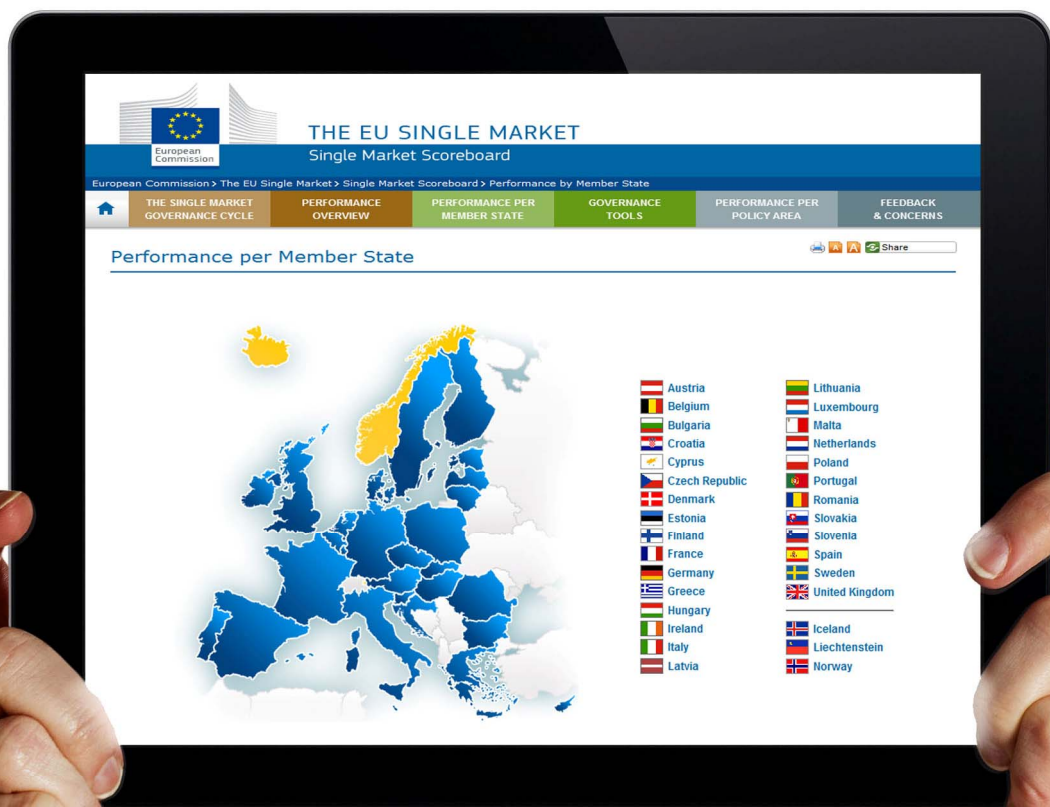 THE EU SINGLE MARKET
European
Commission
Single Market Scoreboard
European Commission > The EU Single Market > Single Market Scoreboard > Performance by Member State
THE SINGLE MARKET
GOVERNANCE CYCLE
PERFORMANCE
OVERVIEW
PERFORMANCE PER
MEMBER STATE
GOVERNANCE
TOOLS
PERFORMANCE PER
POLICY AREA
FEEDBACK
& CONCERNS
A A Share
Performance per Member State
Austria
Belgium
Bulgaria
Croatia
Cyprus
Czech Republic
Denmark
Estonia
Finland
France
Germany
Greece
Hungary
Ireland
Italy
Latvia
Lithuania
Luxembourg
Malta
Netherlands
Poland
Portugal
Romania
Slovakia
Slovenia
Spain
Sweden
United Kingdom
Iceland
Liechtenstein
Norway